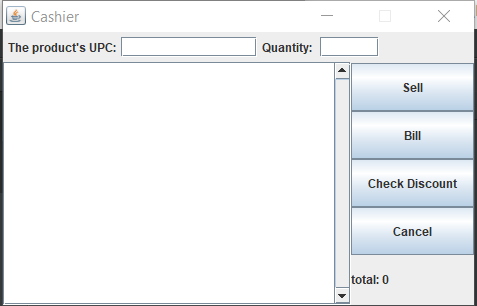 Cashier
The product's UPC: Quantity:
Sell
Bill
Check Discount
Cancel
total: 0